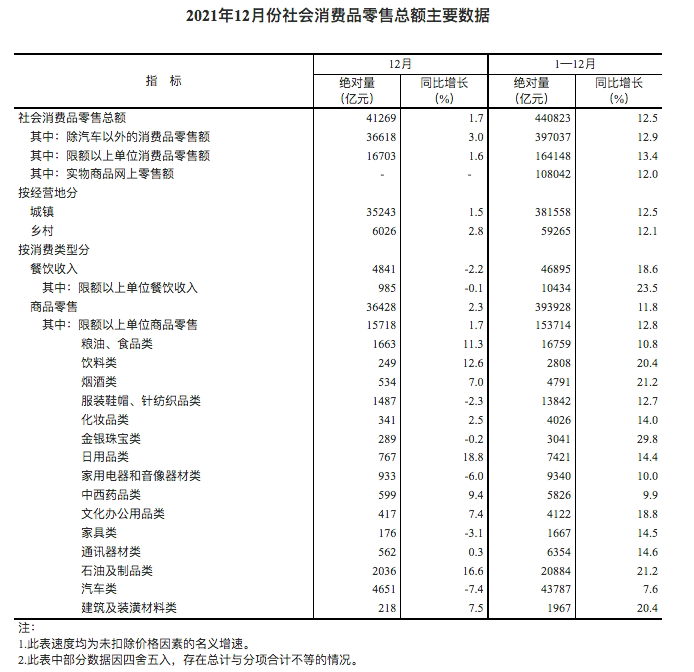 2021年12月份社会消费品零售总额主要数据
指 标 12月 1—12月
绝对量（亿元） 同比增长（%） 绝对量（亿元） 同比增长（%）
社会消费品零售总额 41269 1.7 440823 12.5
其中：除汽车以外的消费品零售额 36618 3.0 397037 12.9
其中：限额以上单位消费品零售额 16703 1.6 164148 13.4
其中：实物商品网上零售额 - - 108042 12.0
按经营地分
城镇 35243 1.5 381558 12.5
乡村 6026 2.8 59265 12.1
按消费类型分
餐饮收入 4841 -2.2 46895 18.6
其中：限额以上单位餐饮收入 985 -0.1 10434 23.5
商品零售 36428 2.3 393928 11.8
其中：限额以上单位商品零售 15718 1.7 153714 12.8
粮油、食品类 1663 11.3 16759 10.8
饮料类 249 12.6 2808 20.4
烟酒类 534 7.0 4791 21.2
服装鞋帽、针纺织品类 1487 -2.3 13842 12.7
化妆品类 341 2.5 4026 14.0
金银珠宝类 289 -0.2 3041 29.8
日用品类 767 18.8 7421 14.4
家用电器和音像器材类 933 -6.0 9340 10.0
中西药品类 599 9.4 5826 9.9
文化办公用品类 417 7.4 4122 18.8
家具类 176 -3.1 1667 14.5
通讯器材类 562 0.3 6354 14.6
石油及制品类 2036 16.6 20884 21.2
汽车类 4651 -7.4 43787 7.6
建筑及装潢材料类 218 7.5 1967 20.4
注：
1.此表速度均为未扣除价格因素的名义增速。
2.此表中部分数据因四舍五入，存在总计与分项合计不等的情况。